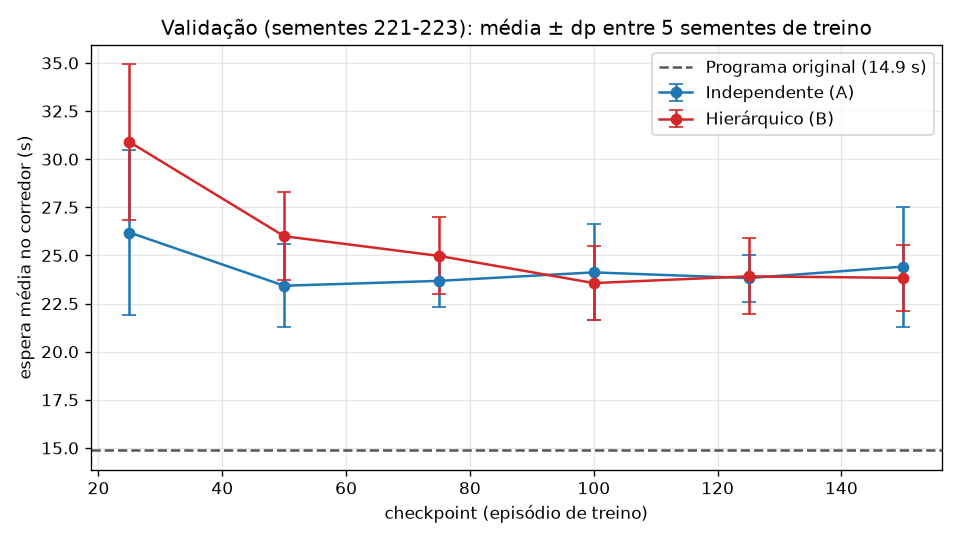 Validação (sementes 221-223): média ± dp entre 5 sementes de treino
Programa original (14.9 s)
Independente (A)
Hierárquico (B)
espera média no corredor (s)
35.0
32.5
30.0
27.5
25.0
22.5
20.0
17.5
15.0
20
40
60
80
100
120
140
checkpoint (episódio de treino)